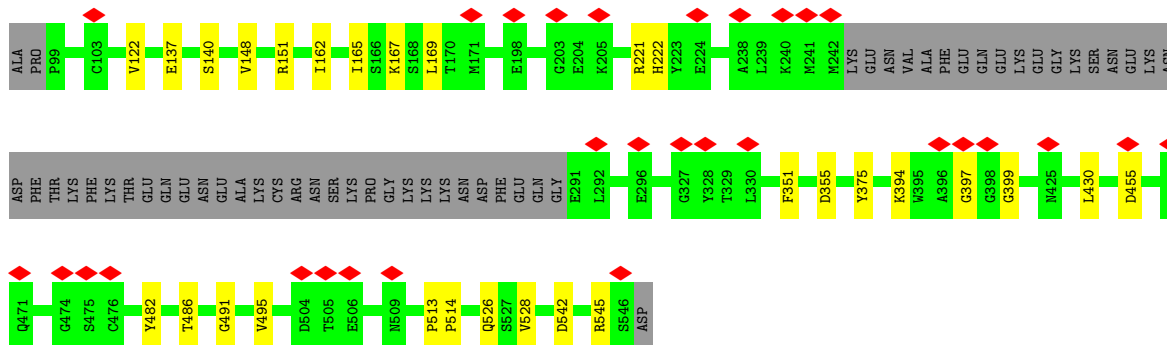 ALA PRO P99 C103 V122 E137 S140 V148 R151 I162 I165 S166 K167 S168 L169 T170 M171 E198 G203 E204 K205 R221 H222 Y223 E224 A238 L239 K240 M241 M242 LYS GLU ASN VAL ALA PHE GLU GLN GLU LYS GLU GLY LYS SER ASN GLU LYS
ASP PHE THR LYS PHE LYS THR GLU GLN GLU ASN GLU ALA LYS CYS ARG ASN SER LYS PRO GLY LYS LYS LYS ASN ASP PHE GLU GLN GLY E291 L292 E296 G327 Y328 T329 L330 F351 D355 Y375 K394 W395 A396 G397 G398 G399 N425 L430 D455
Q471 G474 S475 C476 Y482 T486 G491 V495 D504 T505 E506 N509 P513 P514 Q526 S527 V528 D542 R545 S546 ASP